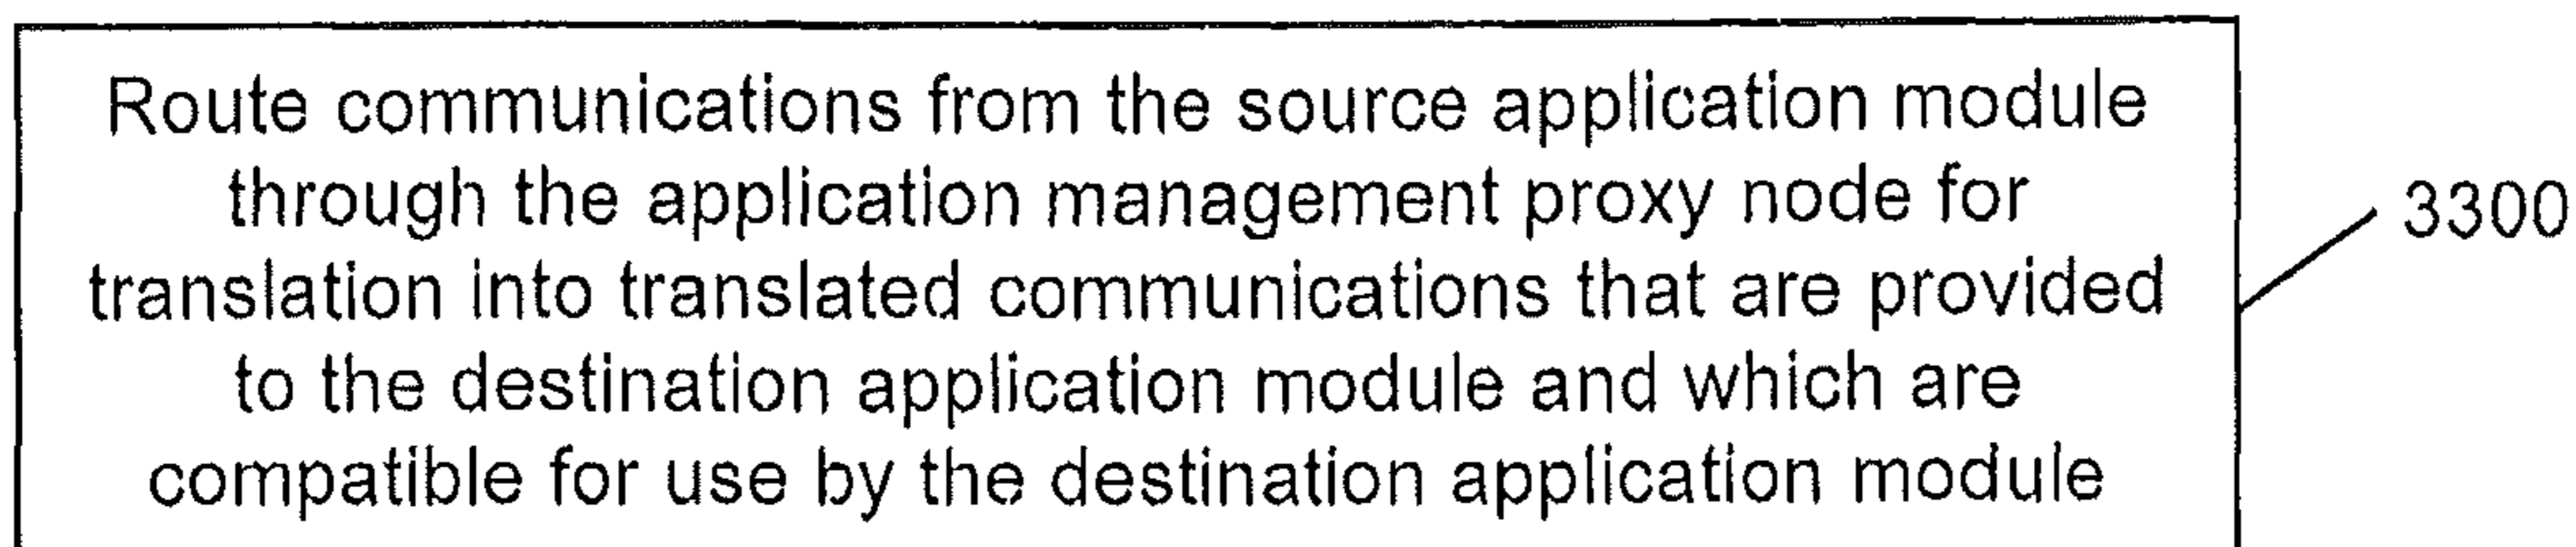 Route communications from the source application module
through the application management proxy node for
translation into translated communications that are provided
to the destination application module and which are
compatible for use by the destination application module
3300